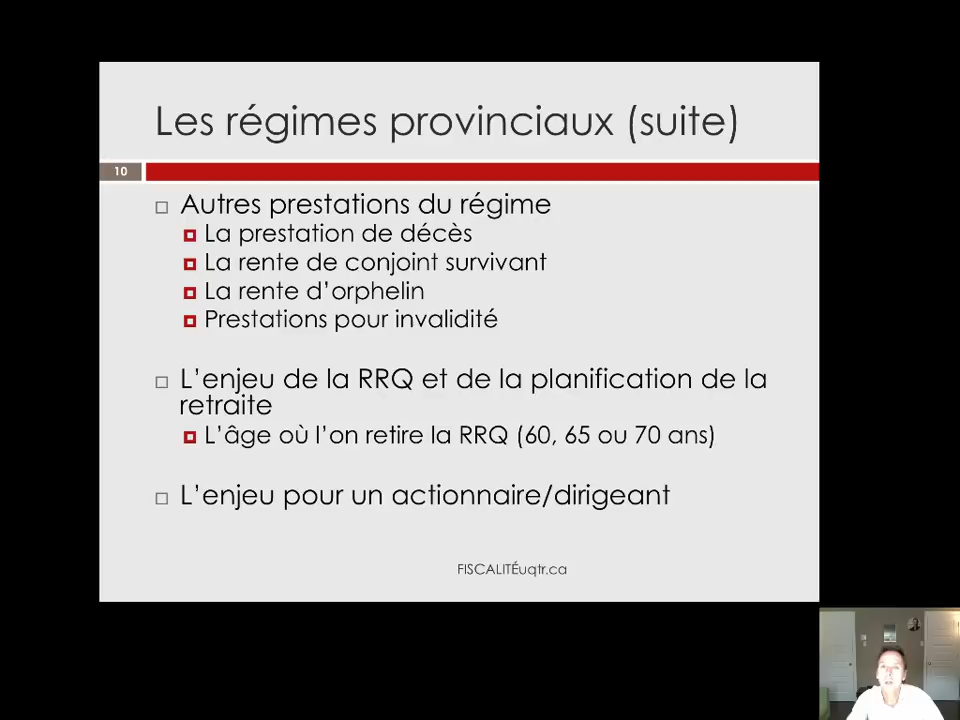 Les régimes provinciaux (suite)
10
Autres prestations du régime
La prestation de décès
La rente de conjoint survivant
La rente d'orphelin
Prestations pour invalidité
L'enjeu de la RRQ et de la planification de la
retraite
L'âge où l'on retire la RRQ (60, 65 ou 70 ans)
L'enjeu pour un actionnaire/dirigeant
FISCALITÉuqtr.ca